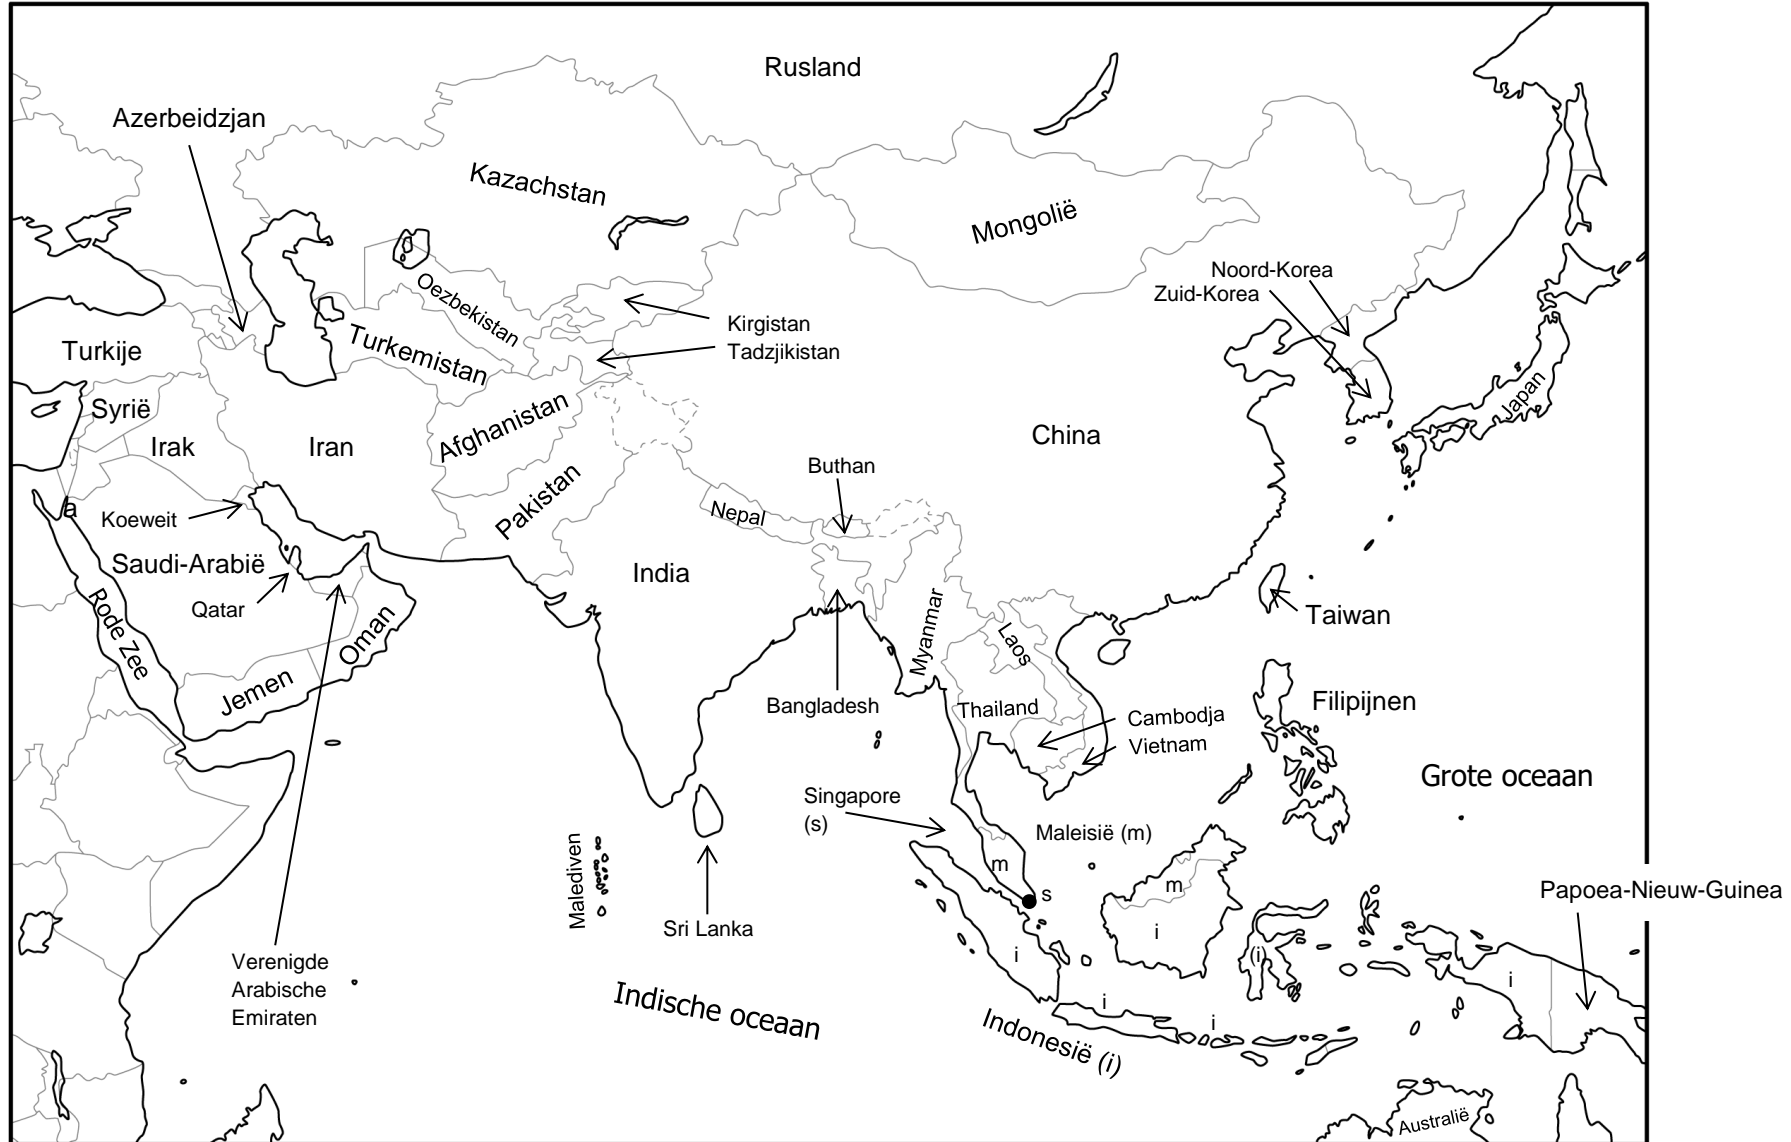 Rusland
Azerbeidzjan
Kazachstan
Mongolië
Noord-Korea
Zuid-Korea
Oezbekistan
Kirgistan
Tadzjikistan
Turkije
Turkemistan
Syrië
Afghanistan
Japan
Irak
Iran
China
Buthan
Pakistan
Nepal
a
Koeweit
Saudi-Arabië
India
Qatar
Rode Zee
Oman
Myanmar
Laos
Taiwan
Jemen
Bangladesh
Thailand
Filipijnen
Cambodja
Vietnam
Grote oceaan
Singapore
(s)
Maleisië (m)
Malediven
m
m
s
Papoea-Nieuw-Guinea
Sri Lanka
i
i
(i
i
Verenigde
Arabische
Emiraten
Indische oceaan
i
i
Indonesië (i)
Australië